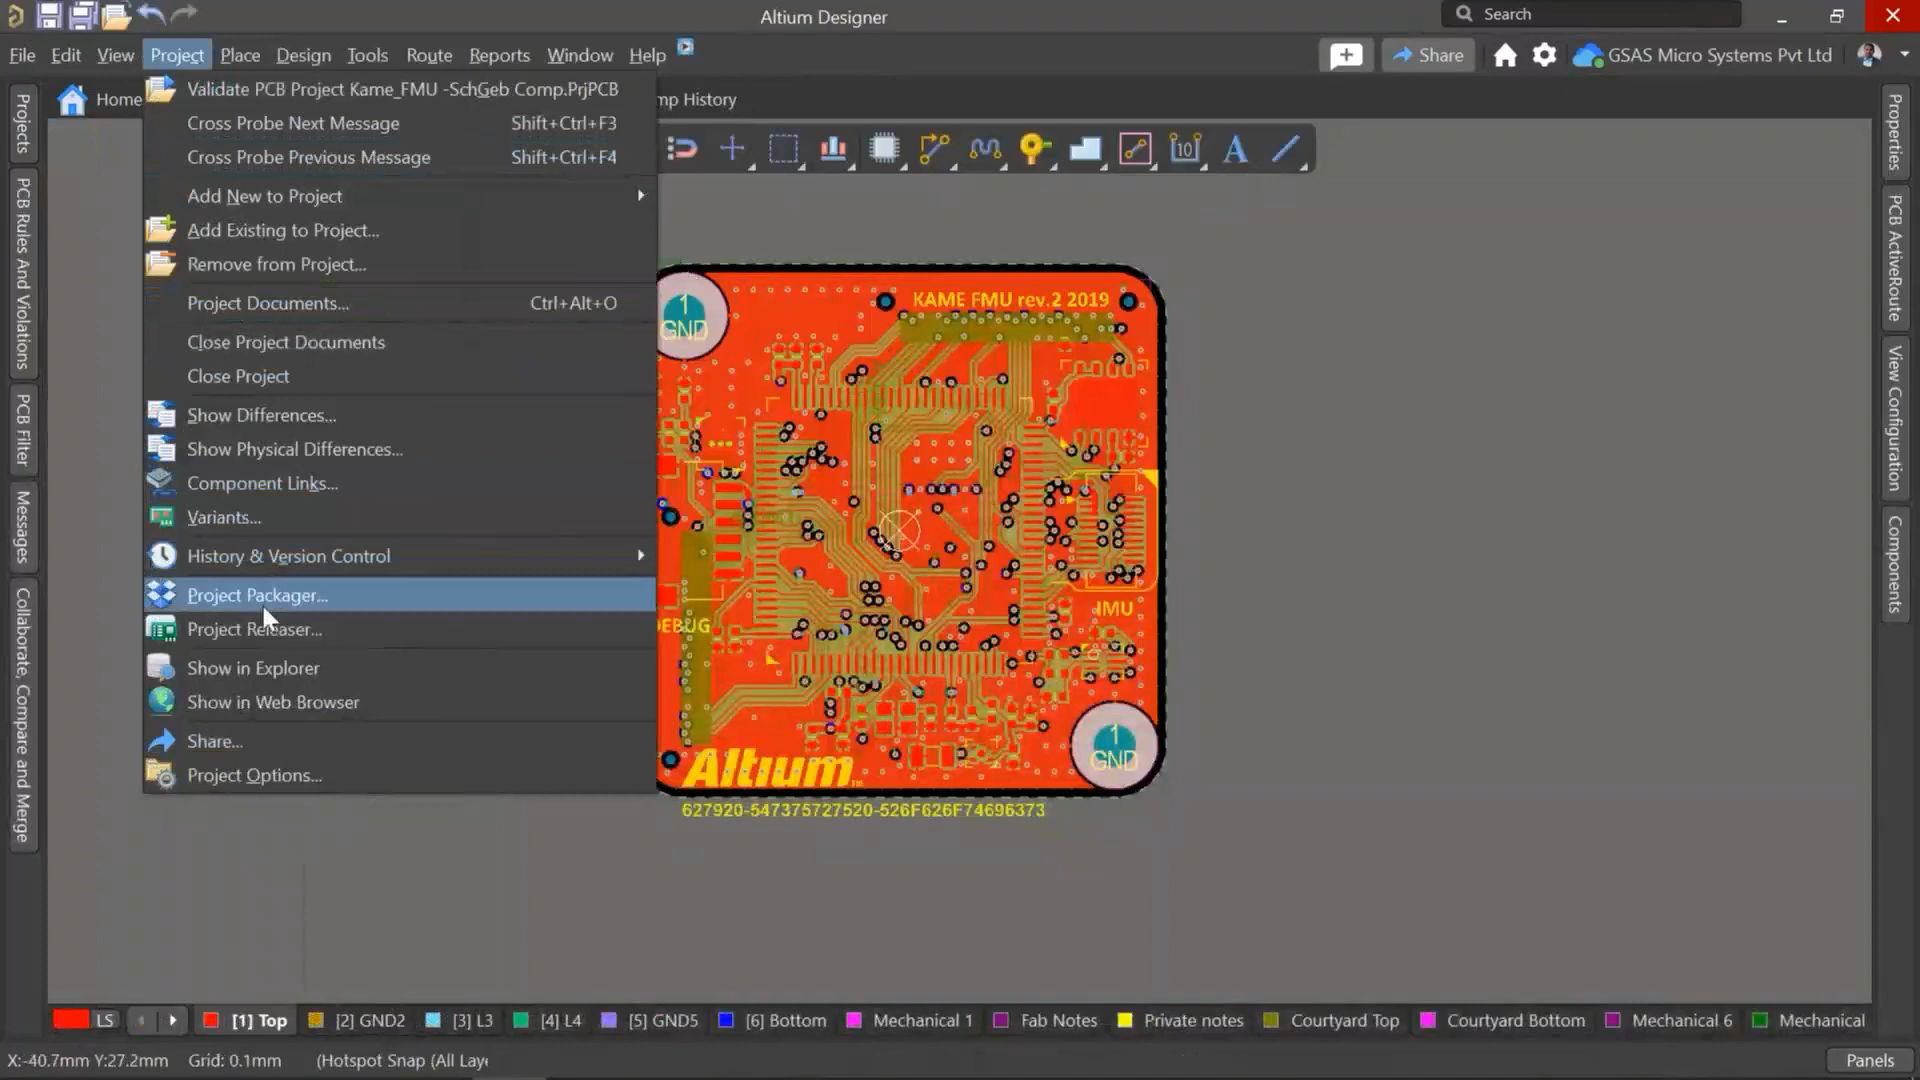 Altium Designer
Search
File Edit View Project Place Design Tools Route Reports Window Help
Share
GSAS Micro Systems Pvt Ltd
Home
mp History
Validate PCB Project Kame_FMU -SchGeb Comp.PrjPCB
Cross Probe Next Message Shift+Ctrl+F3
Cross Probe Previous Message Shift+Ctrl+F4
Add New to Project
Add Existing to Project...
Remove from Project...
Project Documents... Ctrl+Alt+O
Close Project Documents
Close Project
Show Differences...
Show Physical Differences...
Component Links...
Variants...
History & Version Control
Project Packager...
Project Releaser...
Show in Explorer
Show in Web Browser
Share...
Project Options...
Projects
PCB Rules And Violations
PCB Filter
Messages
Collaborate, Compare and Merge
10
A
1
GND
KAME FMU rev.2 2019
DEBUG
IMU
1
GND
Altium
627920-547375727520-526F626F74696373
Properties
PCB ActiveRoute
View Configuration
Components
LS [1] Top [2] GND2 [3] L3 [4] L4 [5] GND5 [6] Bottom Mechanical 1 Fab Notes Private notes Courtyard Top Courtyard Bottom Mechanical 6 Mechanical
X:-40.7mm Y:27.2mm Grid: 0.1mm (Hotspot Snap (All Laye
Panels